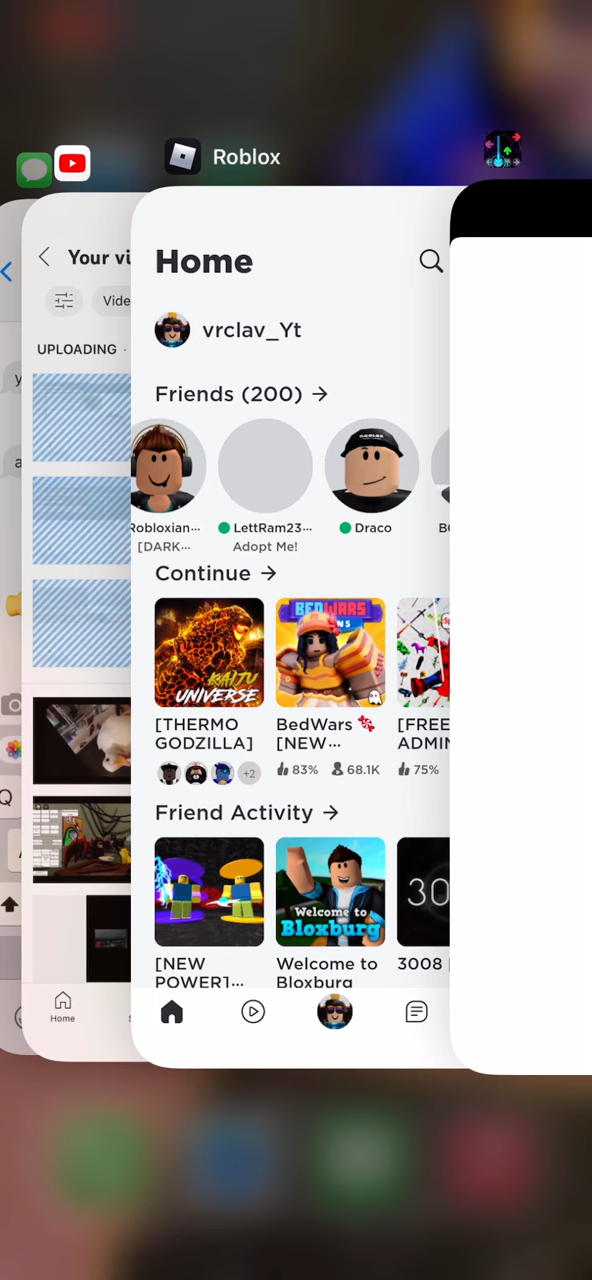 Roblox
Your vi
Vide
UPLOADING ·
Home
vrclav_Yt
Friends (200) →
Robloxian...
LettRam23...
Draco
[DARK...
Adopt Me!
Continue →
BEDWARS
KAIJU
UNIVERSE
[THERMO
GODZILLA]
BedWars
[NEW...
[FREE
ADMIN
+2
83%
68.1K
75%
Friend Activity →
Welcome to
Bloxburg
30
[NEW
POWER]...
Welcome to
Bloxburg
3008
Home